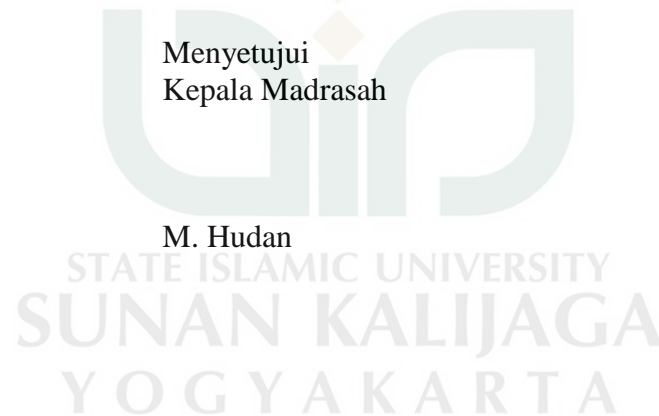 Menyetujui
Kepala Madrasah
M. Hudan
STATE ISLAMIC UNIVERSITY
SUNAN KALIJAGA
YOGYAKARTA